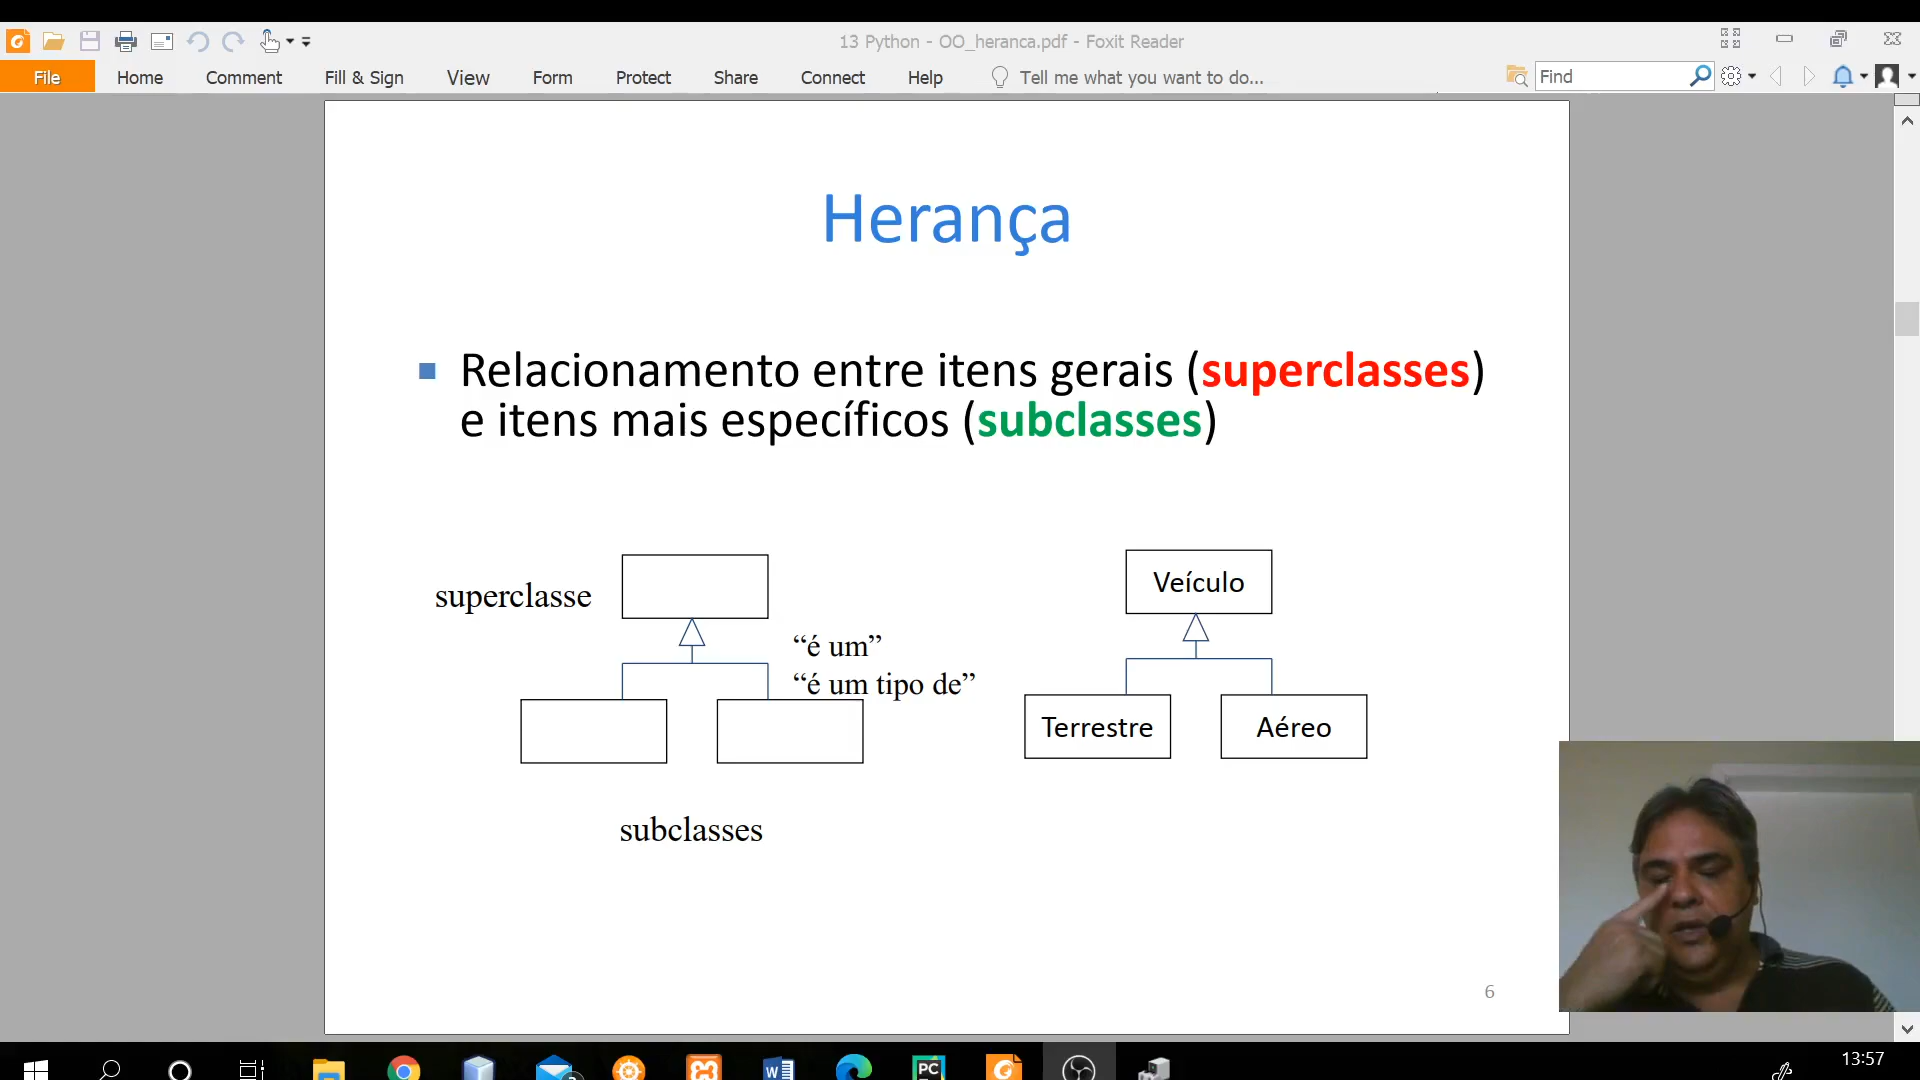 13 Python - OO_heranca.pdf - Foxit Reader
File Home Comment Fill & Sign View Form Protect Share Connect Help Tell me what you want to do... Find
Herança
Relacionamento entre itens gerais (superclasses)
e itens mais específicos (subclasses)
superclasse
“é um”
“é um tipo de”
subclasses
Veículo
Terrestre Aéreo
6
PC
13:57